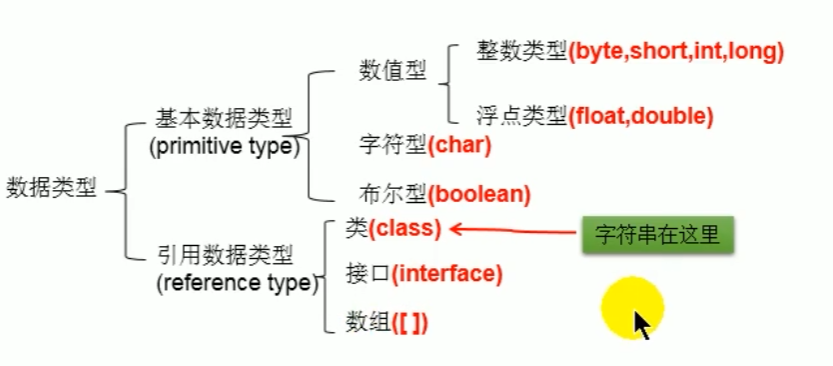 整数类型(byte,short,int,long)
数值型
浮点类型(float,double)
基本数据类型
(primitive type)
字符型(char)
布尔型(boolean)
数据类型
类(class)
字符串在这里
引用数据类型
(reference type)
接口(interface)
数组([ ])